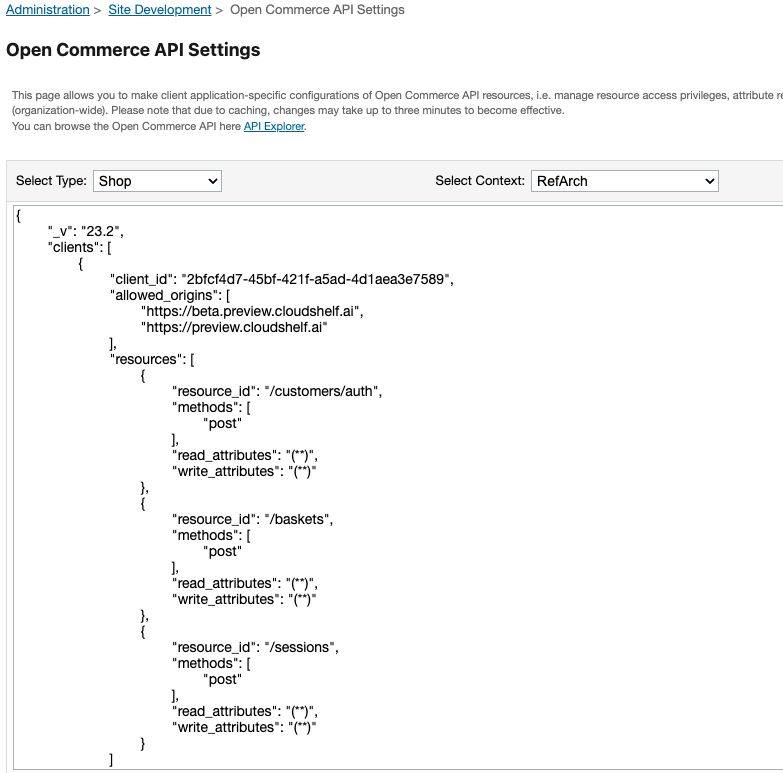 Administration > Site Development > Open Commerce API Settings
Open Commerce API Settings
This page allows you to make client application-specific configurations of Open Commerce API resources, i.e. manage resource access privileges, attribute
(organization-wide). Please note that due to caching, changes may take up to three minutes to become effective.
You can browse the Open Commerce API here API Explorer.
Select Type: Shop Select Context: RefArch
{
"_v": "23.2",
"clients": [
{
"client_id": "2bfcf4d7-45bf-421f-a5ad-4d1aea3e7589",
"allowed_origins": [
"https://beta.preview.cloudshelf.ai",
"https://preview.cloudshelf.ai"
],
"resources": [
{
"resource_id": "/customers/auth",
"methods": [
"post"
],
"read_attributes": "(**)",
"write_attributes": "(**)"
},
{
"resource_id": "/baskets",
"methods": [
"post"
],
"read_attributes": "(**)",
"write_attributes": "(**)"
},
{
"resource_id": "/sessions",
"methods": [
"post"
],
"read_attributes": "(**)",
"write_attributes": "(**)"
}
]